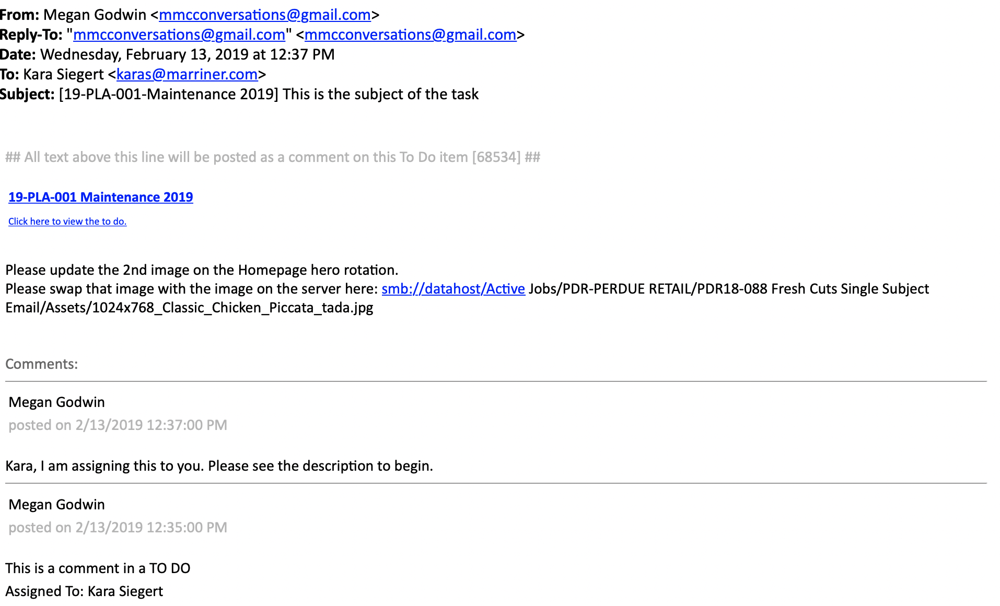 From: Megan Godwin <mmcconversations@gmail.com>
Reply-To: "mmcconversations@gmail.com" <mmcconversations@gmail.com>
Date: Wednesday, February 13, 2019 at 12:37 PM
To: Kara Siegert <karas@marriner.com>
Subject: [19-PLA-001-Maintenance 2019] This is the subject of the task
## All text above this line will be posted as a comment on this To Do item [68534] ##
19-PLA-001 Maintenance 2019
Click here to view the to do.
Please update the 2nd image on the Homepage hero rotation.
Please swap that image with the image on the server here: smb://datahost/Active Jobs/PDR-PERDUE RETAIL/PDR18-088 Fresh Cuts Single Subject
Email/Assets/1024x768_Classic_Chicken_Piccata_tada.jpg
Comments:
Megan Godwin
posted on 2/13/2019 12:37:00 PM
Kara, I am assigning this to you. Please see the description to begin.
Megan Godwin
posted on 2/13/2019 12:35:00 PM
This is a comment in a TO DO
Assigned To: Kara Siegert